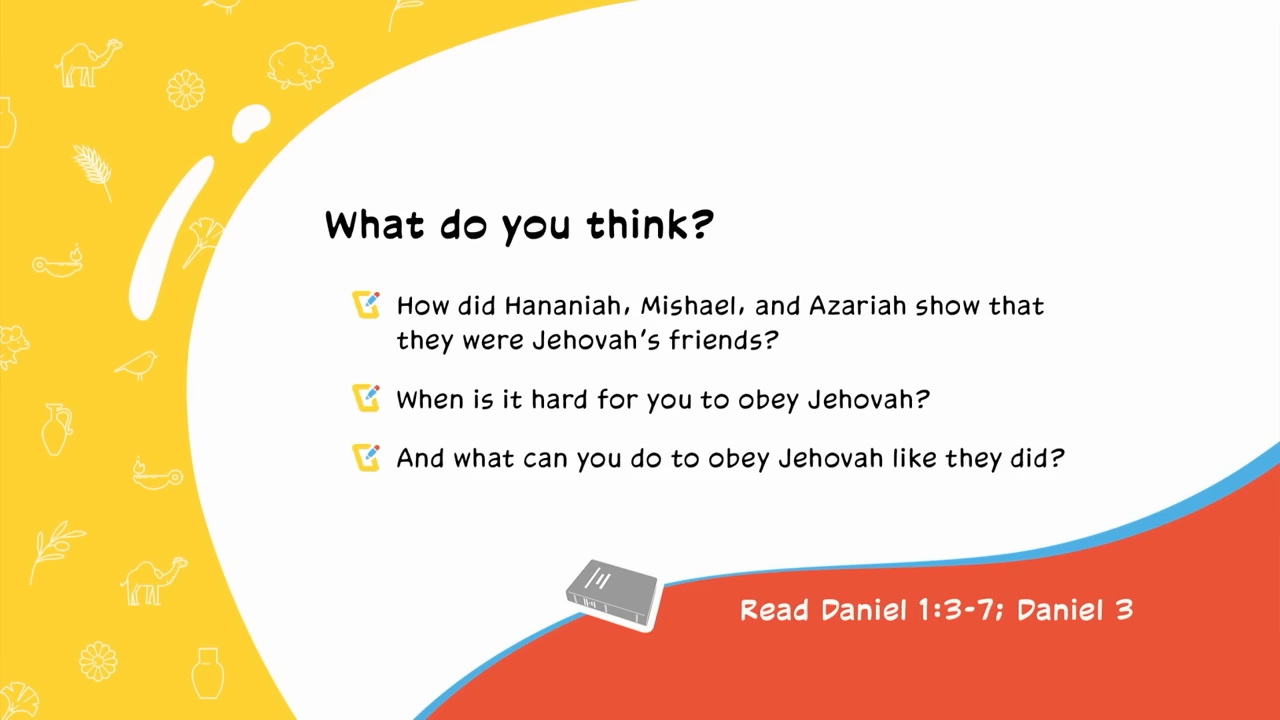 What do you think?
How did Hananiah, Mishael, and Azariah show that
they were Jehovah's friends?
When is it hard for you to obey Jehovah?
And what can you do to obey Jehovah like they did?
Read Daniel 1:3-7; Daniel 3